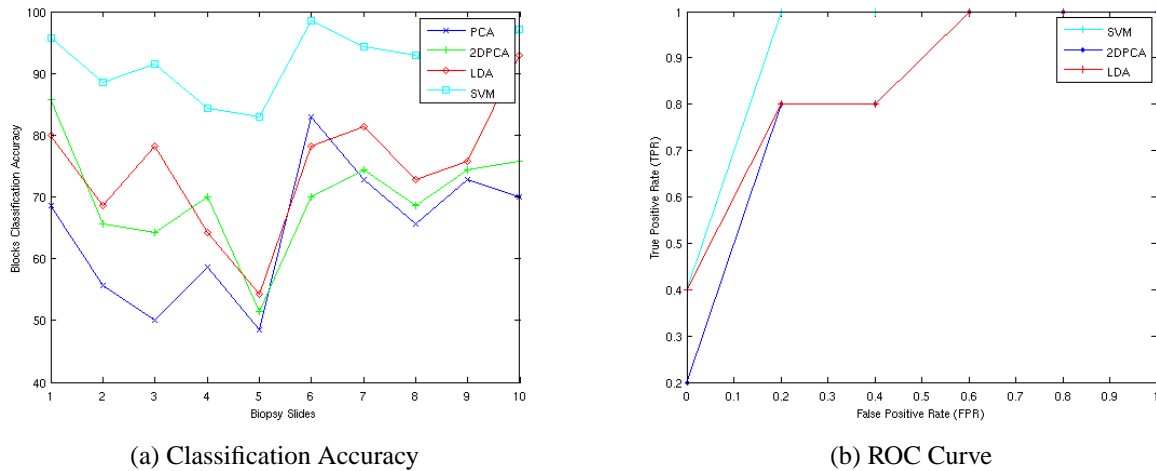 100
90
80
70
60
50
40
1 2 3 4 5 6 7 8 9 10
Blocks Classification Accuracy
Biopsy Slides
PCA
2DPCA
LDA
SVM
(a) Classification Accuracy
1
0.9
0.8
0.7
0.6
0.5
0.4
0.3
0.2
0 0.1 0.2 0.3 0.4 0.5 0.6 0.7 0.8 0.9 1
True Positive Rate (TPR)
False Positive Rate (FPR)
SVM
2DPCA
LDA
(b) ROC Curve